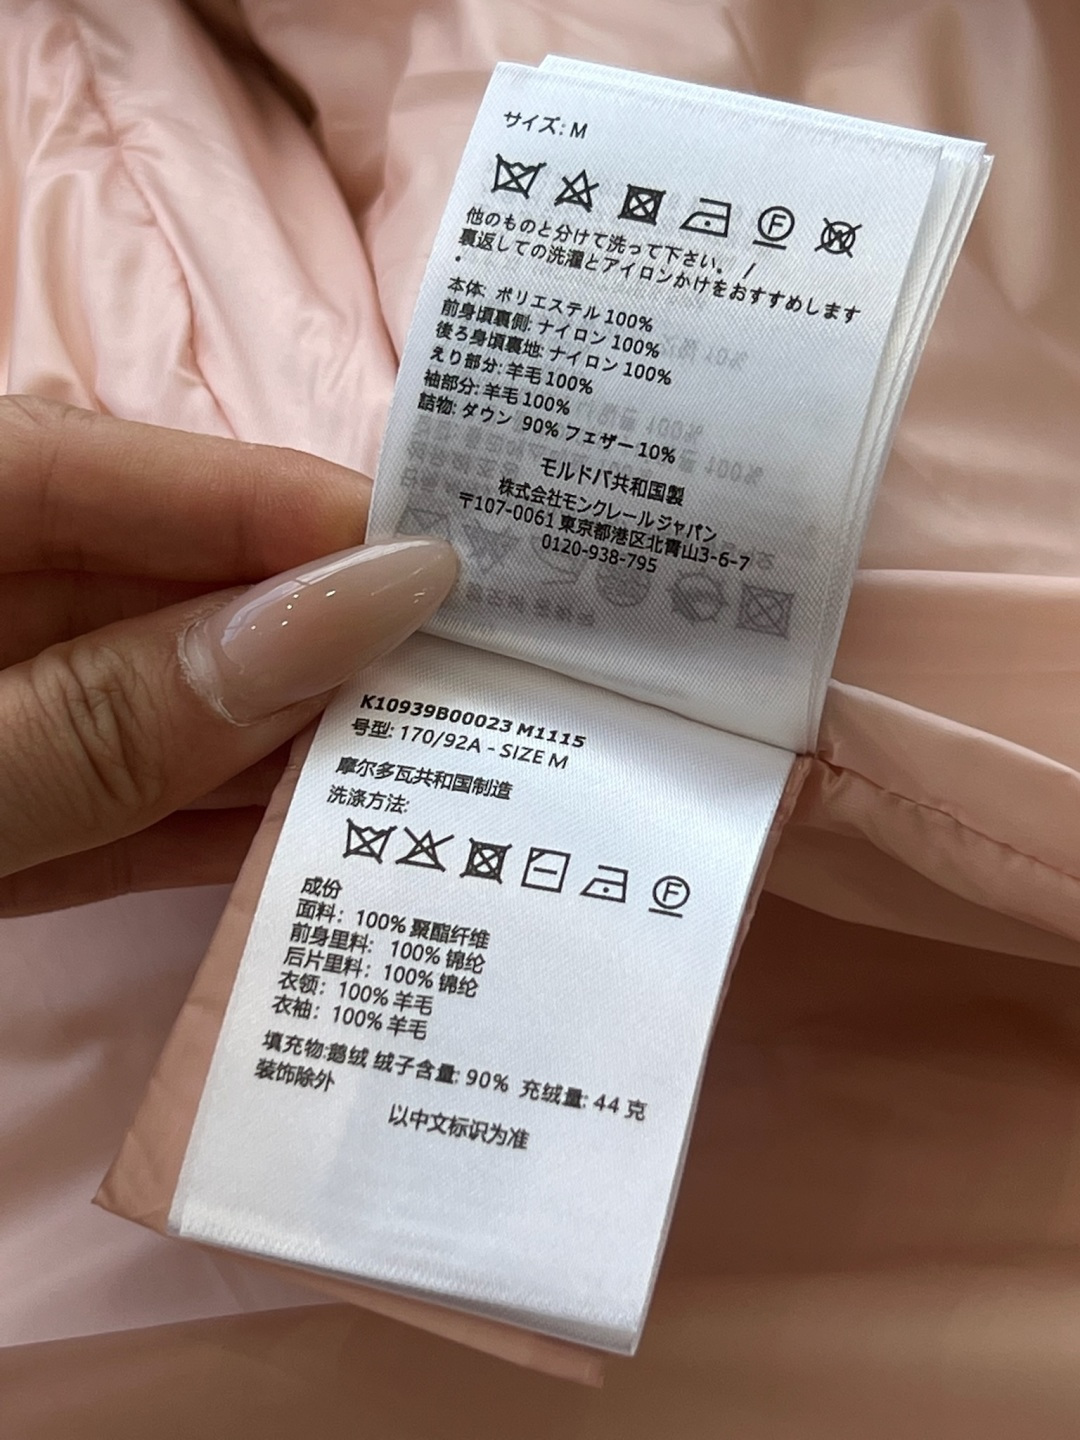 サイズ: M
他のものと分けて洗って下さい。 /
裏返しての洗濯とアイロンかけをおすすめします
.
本体: ポリエステル 100%
前身頃裏側: ナイロン 100%
後ろ身頃裏地: ナイロン 100%
えり部分: 羊毛 100%
袖部分: 羊毛 100%
詰物: ダウン 90% フェザー 10%
モルドバ共和国製
株式会社モンクレールジャパン
〒107-0061 東京都港区北青山3-6-7
0120-938-795
K10939B00023 M1115
号型: 170/92A - SIZE M
摩尔多瓦共和国制造
洗涤方法:
成份
面料: 100% 聚酯纤维
前身里料: 100% 锦纶
后片里料: 100% 锦纶
衣领: 100% 羊毛
衣袖: 100% 羊毛
填充物:鹅绒 绒子含量: 90% 充绒量: 44 克
装饰除外
以中文标识为准